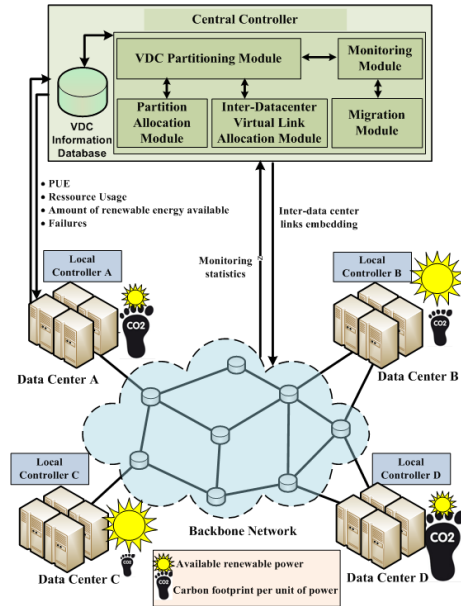 Central Controller
VDC Partitioning Module
Monitoring
Module
Partition
Allocation
Module
Inter-Datacenter
Virtual Link
Allocation Module
Migration
Module
VDC
Information
Database
• PUE
• Ressource Usage
• Amount of renewable energy available
• Failures
Inter-data center
links embedding
Monitoring
statistics
Local
Controller A
CO2
Data Center A
Local
Controller B
CO2
Data Center B
Local
Controller C
CO2
Data Center C
Local
Controller D
CO2
Data Center D
Backbone Network
Available renewable power
CO2
Carbon footprint per unit of power